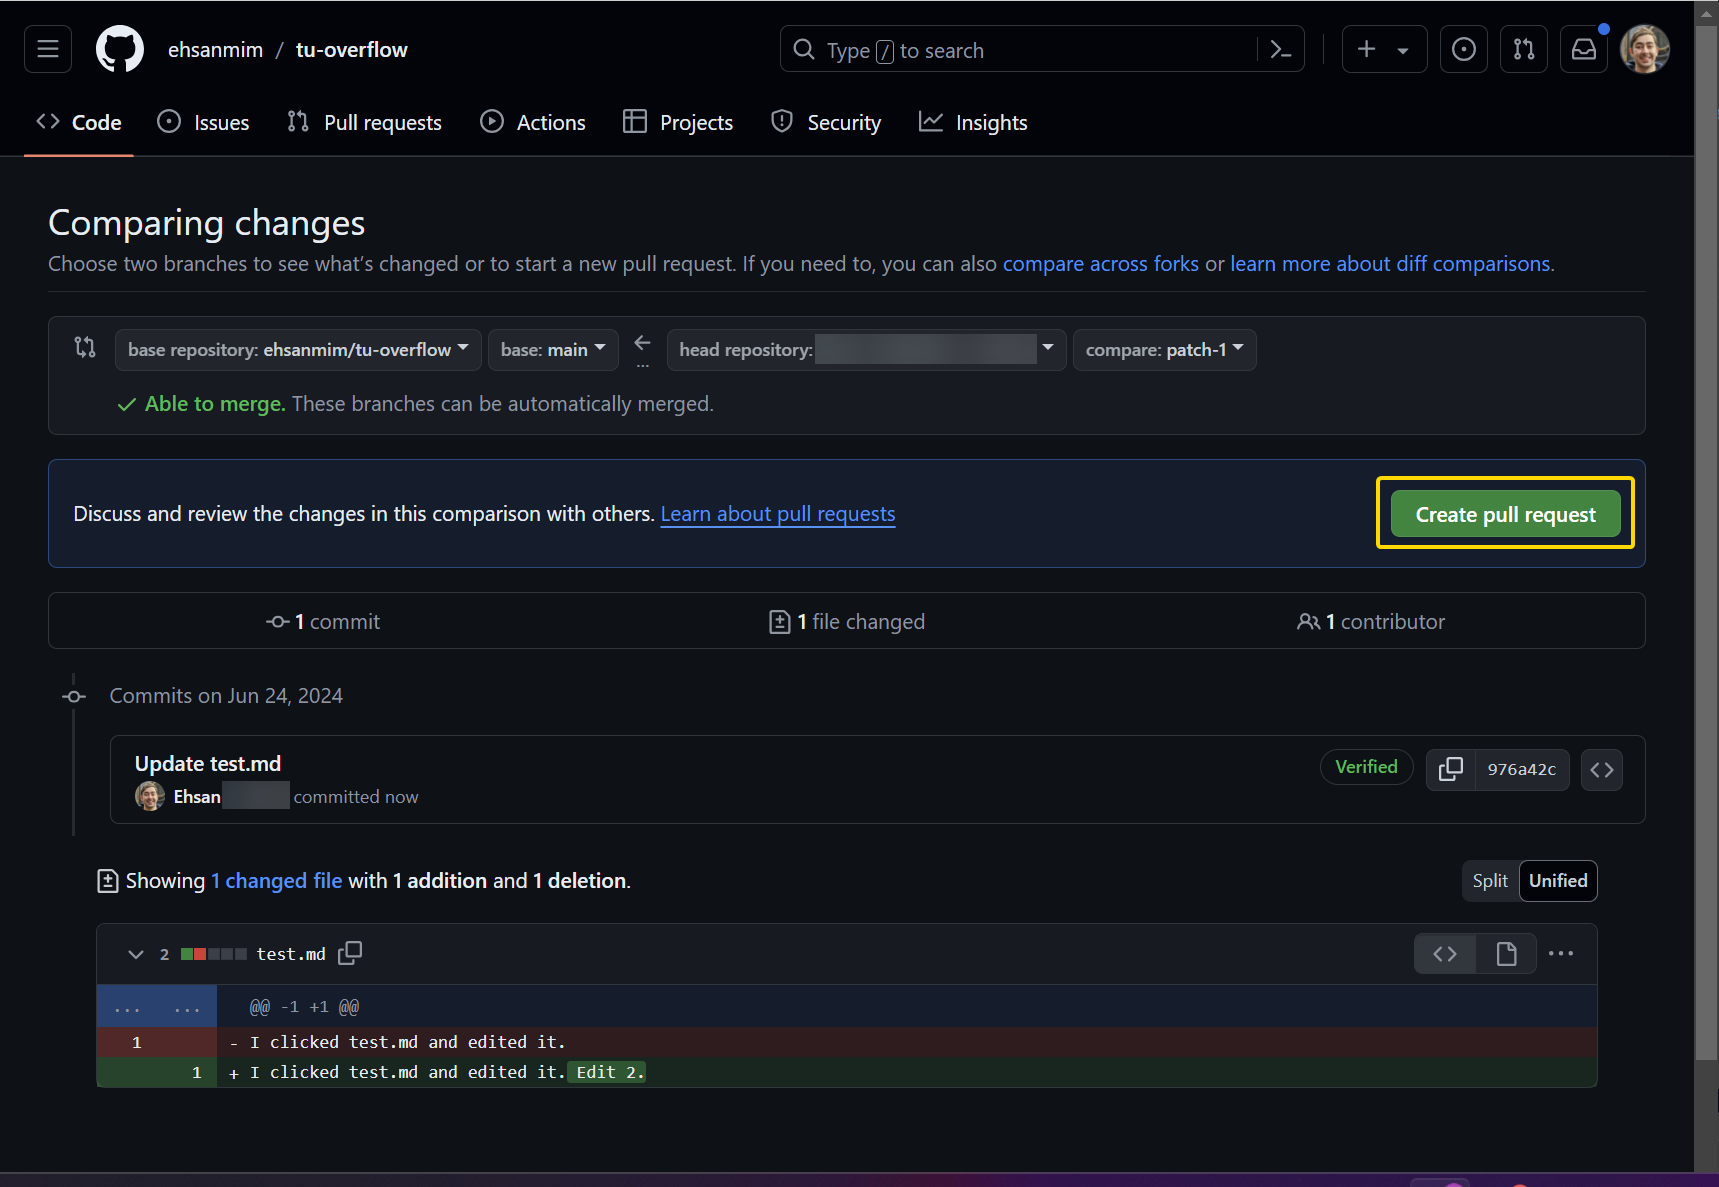 ehsanmim / tu-overflow
Type / to search
Code Issues Pull requests Actions Projects Security Insights
Comparing changes
Choose two branches to see what's changed or to start a new pull request. If you need to, you can also compare across forks or learn more about diff comparisons.
base repository: ehsanmim/tu-overflow base: main head repository: compare: patch-1
Able to merge. These branches can be automatically merged.
Discuss and review the changes in this comparison with others. Learn about pull requests Create pull request
1 commit 1 file changed 1 contributor
Commits on Jun 24, 2024
Update test.md
Verified 976a42c
Ehsan committed now
Showing 1 changed file with 1 addition and 1 deletion.
Split Unified
2 test.md
... ... @@ -1 +1 @@
1 - I clicked test.md and edited it.
1 + I clicked test.md and edited it. Edit 2.